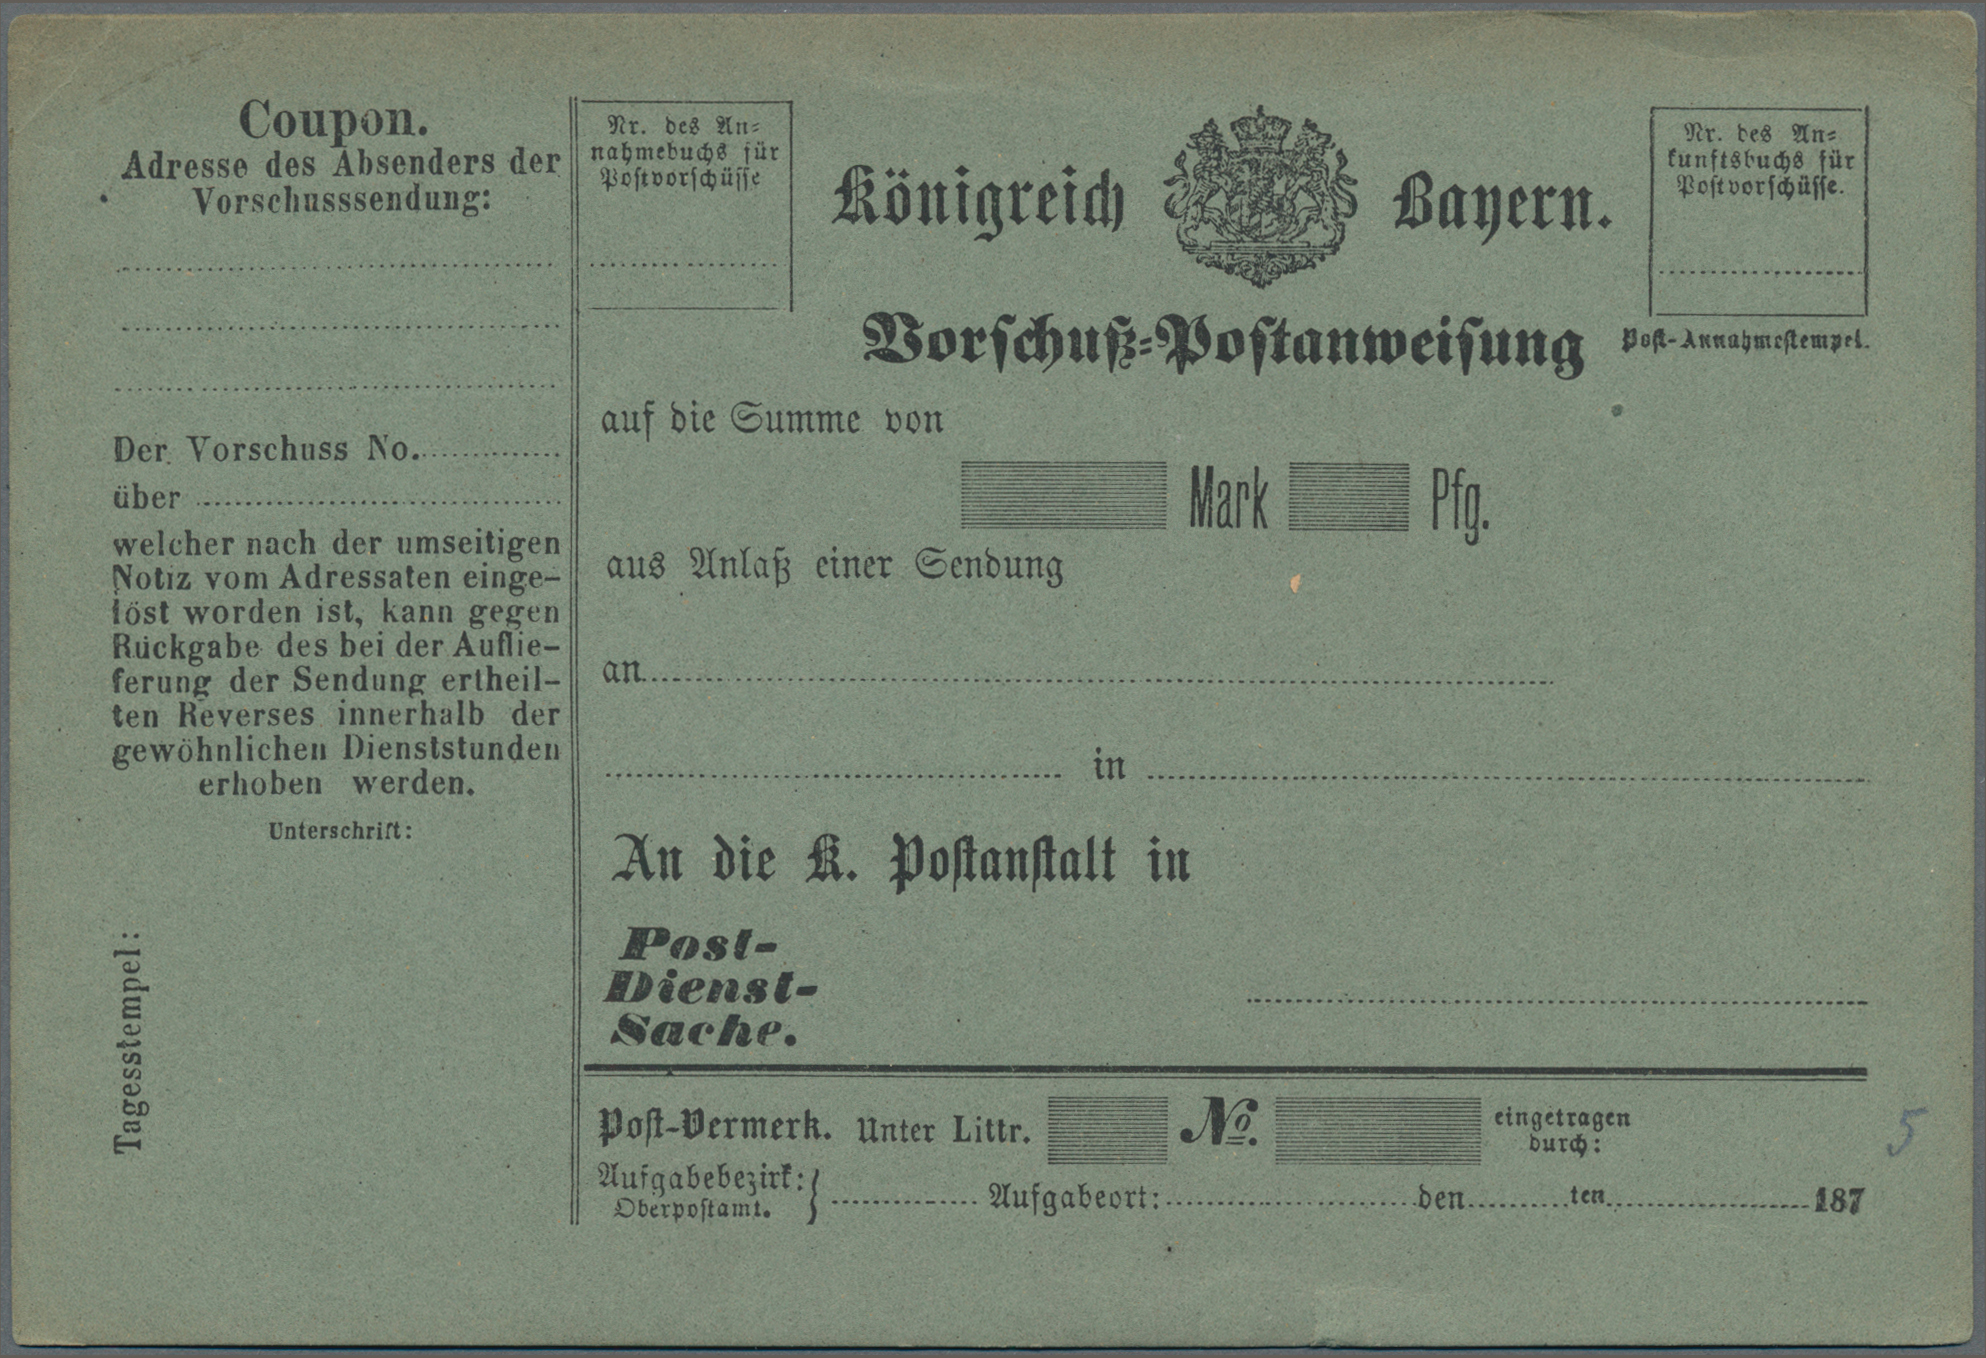 Coupon.
Adresse des Absenders der
Vorschusssendung:
Der Vorschuss No.
über
welcher nach der umseitigen
Notiz vom Adressaten einge-
löst worden ist, kann gegen
Rückgabe des bei der Auflie-
ferung der Sendung ertheil-
ten Reverses innerhalb der
gewöhnlichen Dienststunden
erhoben werden.
Unterschrift:
Tagesstempel:
Nr. des An-
nahmebuchs für
Postvorschüsse
Königreich Bayern.
Nr. des An-
kunftsbuchs für
Postvorschüsse.
Vorschuß-Postanweisung
Post-Annahmestempel.
auf die Summe von
Mark Pfg.
aus Anlaß einer Sendung
an
in
An die K. Postanstalt in
Post-
Dienst-
Sache.
Post-Vermerk. Unter Littr. No. eingetragen
durch:
Aufgabebezirk:
Oberpostamt. } Aufgabeort: den ten 187
5